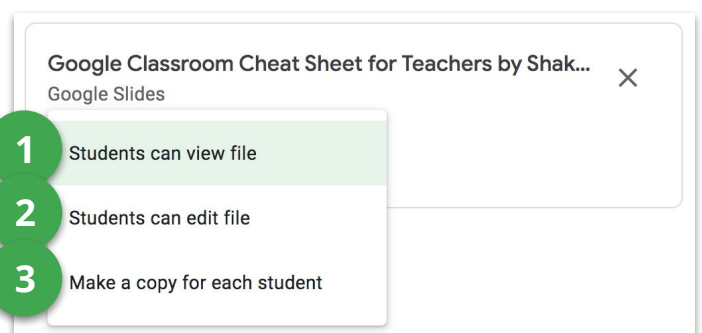 Google Classroom Cheat Sheet for Teachers by Shak...
Google Slides
1 Students can view file
2 Students can edit file
3 Make a copy for each student